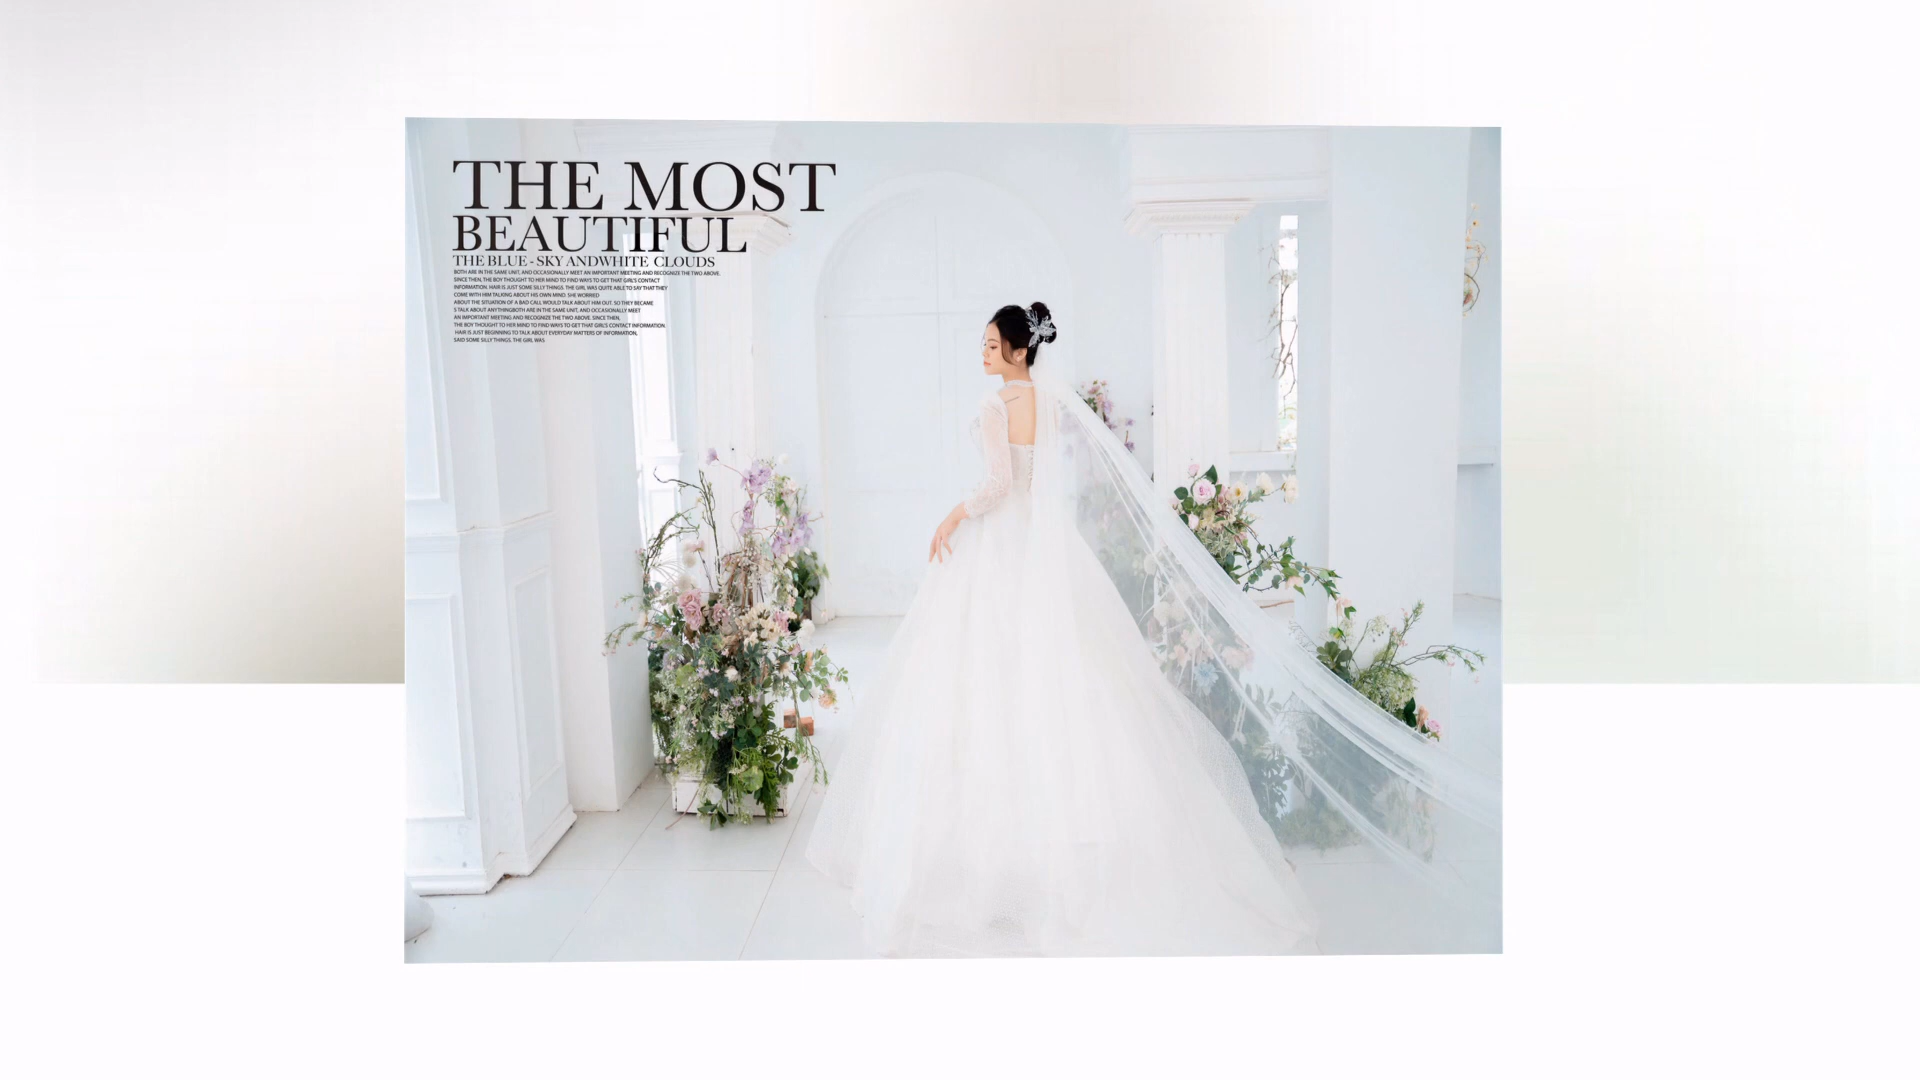 THE MOST
BEAUTIFUL
THE BLUE - SKY ANDWHITE CLOUDS
BOTH ARE IN THE SAME UNIT, AND OCCASIONALLY MEET AN IMPORTANT MEETING AND RECOGNIZE THE TWO ABOVE.
SINCE THEN, THE BOY THOUGHT TO HER MIND TO FIND WAYS TO GET THAT GIRL'S CONTACT
INFORMATION. HAIR IS JUST SOME SILLY THINGS. THE GIRL WAS QUITE ABLE TO SAY THAT THEY
COME WITH HIM TALKING ABOUT HIS OWN MIND. SHE WORRIED
ABOUT THE SITUATION OF A BAD CALL WOULD TALK ABOUT HIM OUT. SO THEY BECAME
S TALK ABOUT ANYTHINGBOTH ARE IN THE SAME UNIT, AND OCCASIONALLY MEET
AN IMPORTANT MEETING AND RECOGNIZE THE TWO ABOVE. SINCE THEN,
THE BOY THOUGHT TO HER MIND TO FIND WAYS TO GET THAT GIRL'S CONTACT INFORMATION.
HAIR IS JUST BEGINNING TO TALK ABOUT EVERYDAY MATTERS OF INFORMATION,
SAID SOME SILLY THINGS. THE GIRL WAS